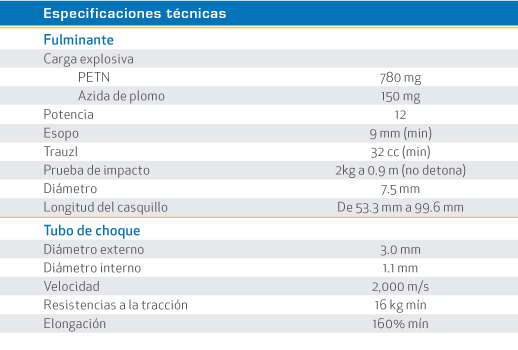 Especificaciones técnicas
Fulminante
Carga explosiva
PETN 780 mg
Azida de plomo 150 mg
Potencia 12
Esopo 9 mm (min)
Trauzl 32 cc (min)
Prueba de impacto 2kg a 0.9 m (no detona)
Diámetro 7.5 mm
Longitud del casquillo De 53.3 mm a 99.6 mm
Tubo de choque
Diámetro externo 3.0 mm
Diámetro interno 1.1 mm
Velocidad 2,000 m/s
Resistencias a la tracción 16 kg mín
Elongación 160% mín